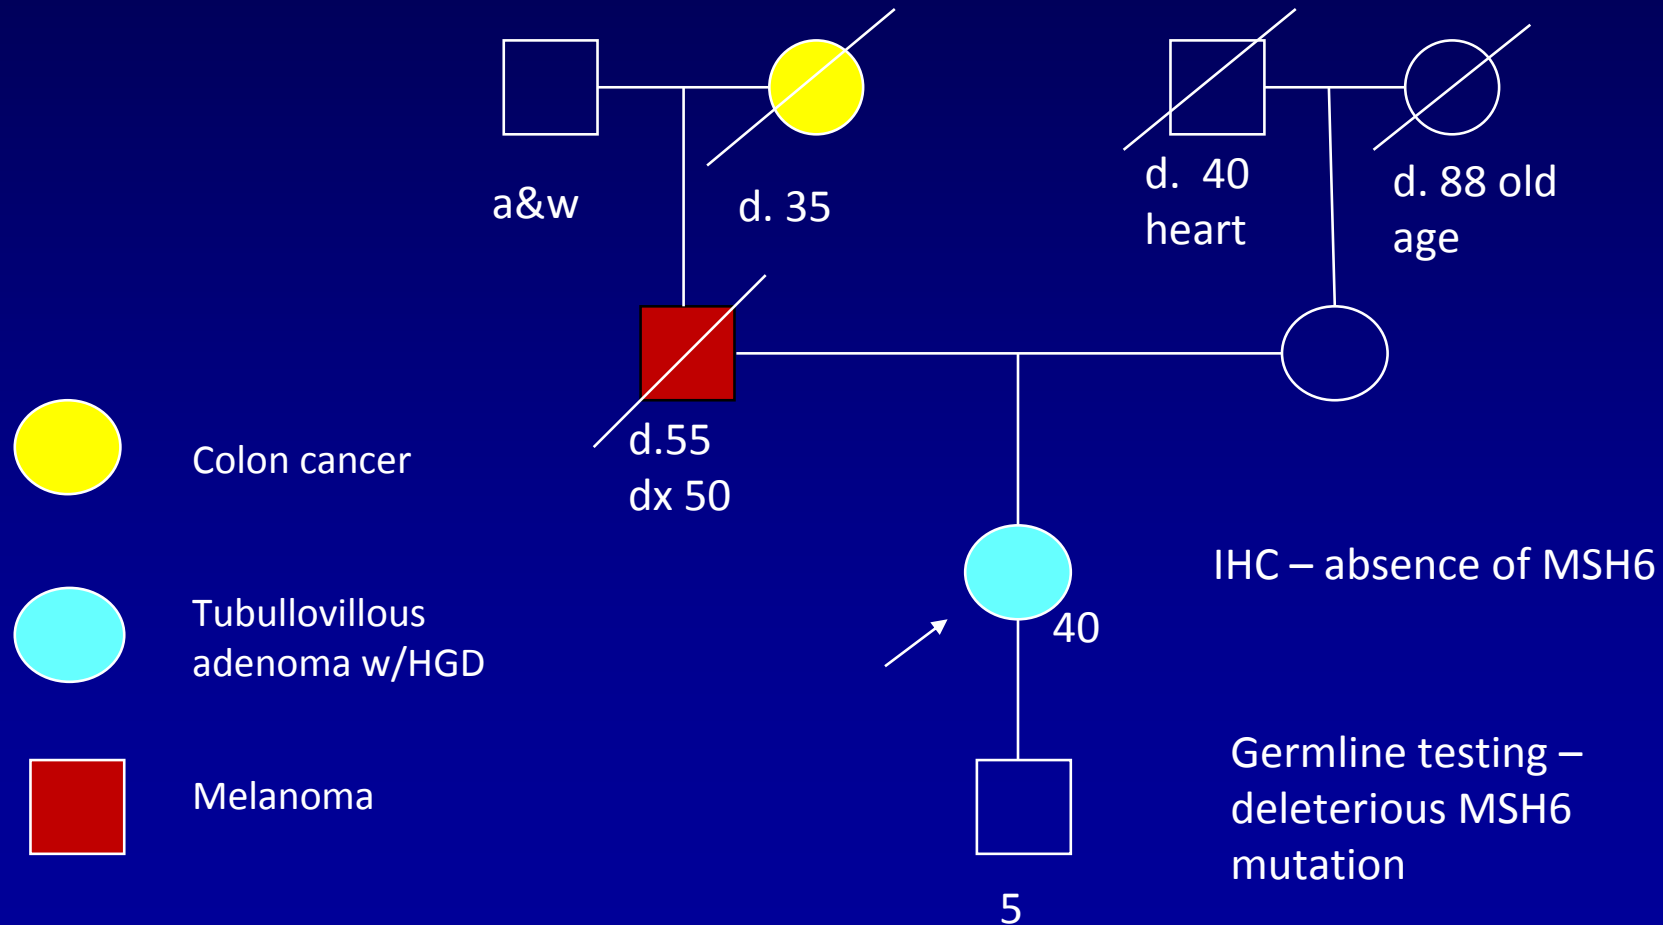 a&w
d. 35
d. 40
heart
d. 88 old
age
d.55
dx 50
Colon cancer
IHC – absence of MSH6
40
Tubullovillous
adenoma w/HGD
Germline testing –
deleterious MSH6
mutation
Melanoma
5